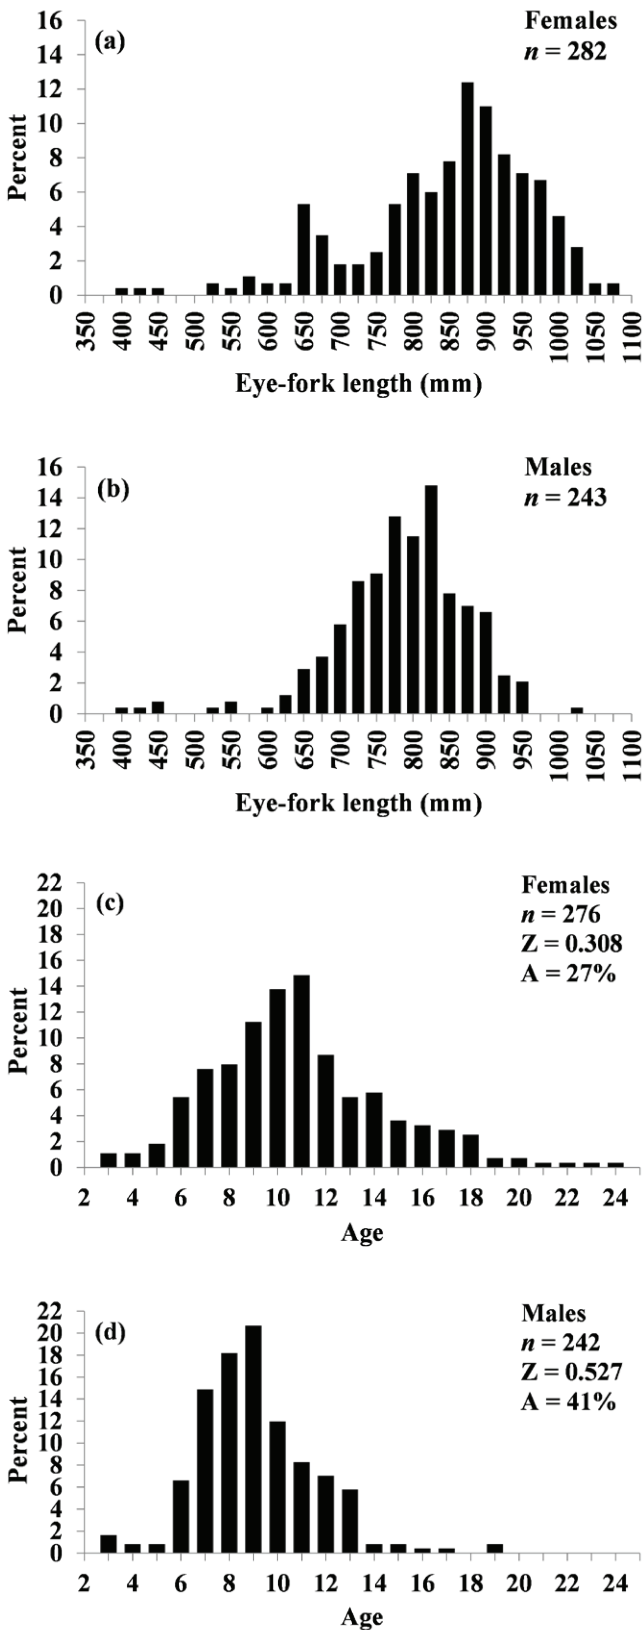 (a)
Females
n = 282
Percent
16
14
12
10
8
6
4
2
0
350 400 450 500 550 600 650 700 750 800 850 900 950 1000 950 1100
Eye-fork length (mm)
(b)
Males
n = 243
Percent
16
14
12
10
8
6
4
2
0
350 400 450 500 550 600 650 700 750 800 850 900 950 1000 950 1100
Eye-fork length (mm)
(c)
Females
n = 276
Z = 0.308
A = 27%
Percent
22
20
18
16
14
12
10
8
6
4
2
0
2 4 6 8 10 12 14 16 18 20 22 24
Age
(d)
Males
n = 242
Z = 0.527
A = 41%
Percent
22
20
18
16
14
12
10
8
6
4
2
0
2 4 6 8 10 12 14 16 18 20 22 24
Age